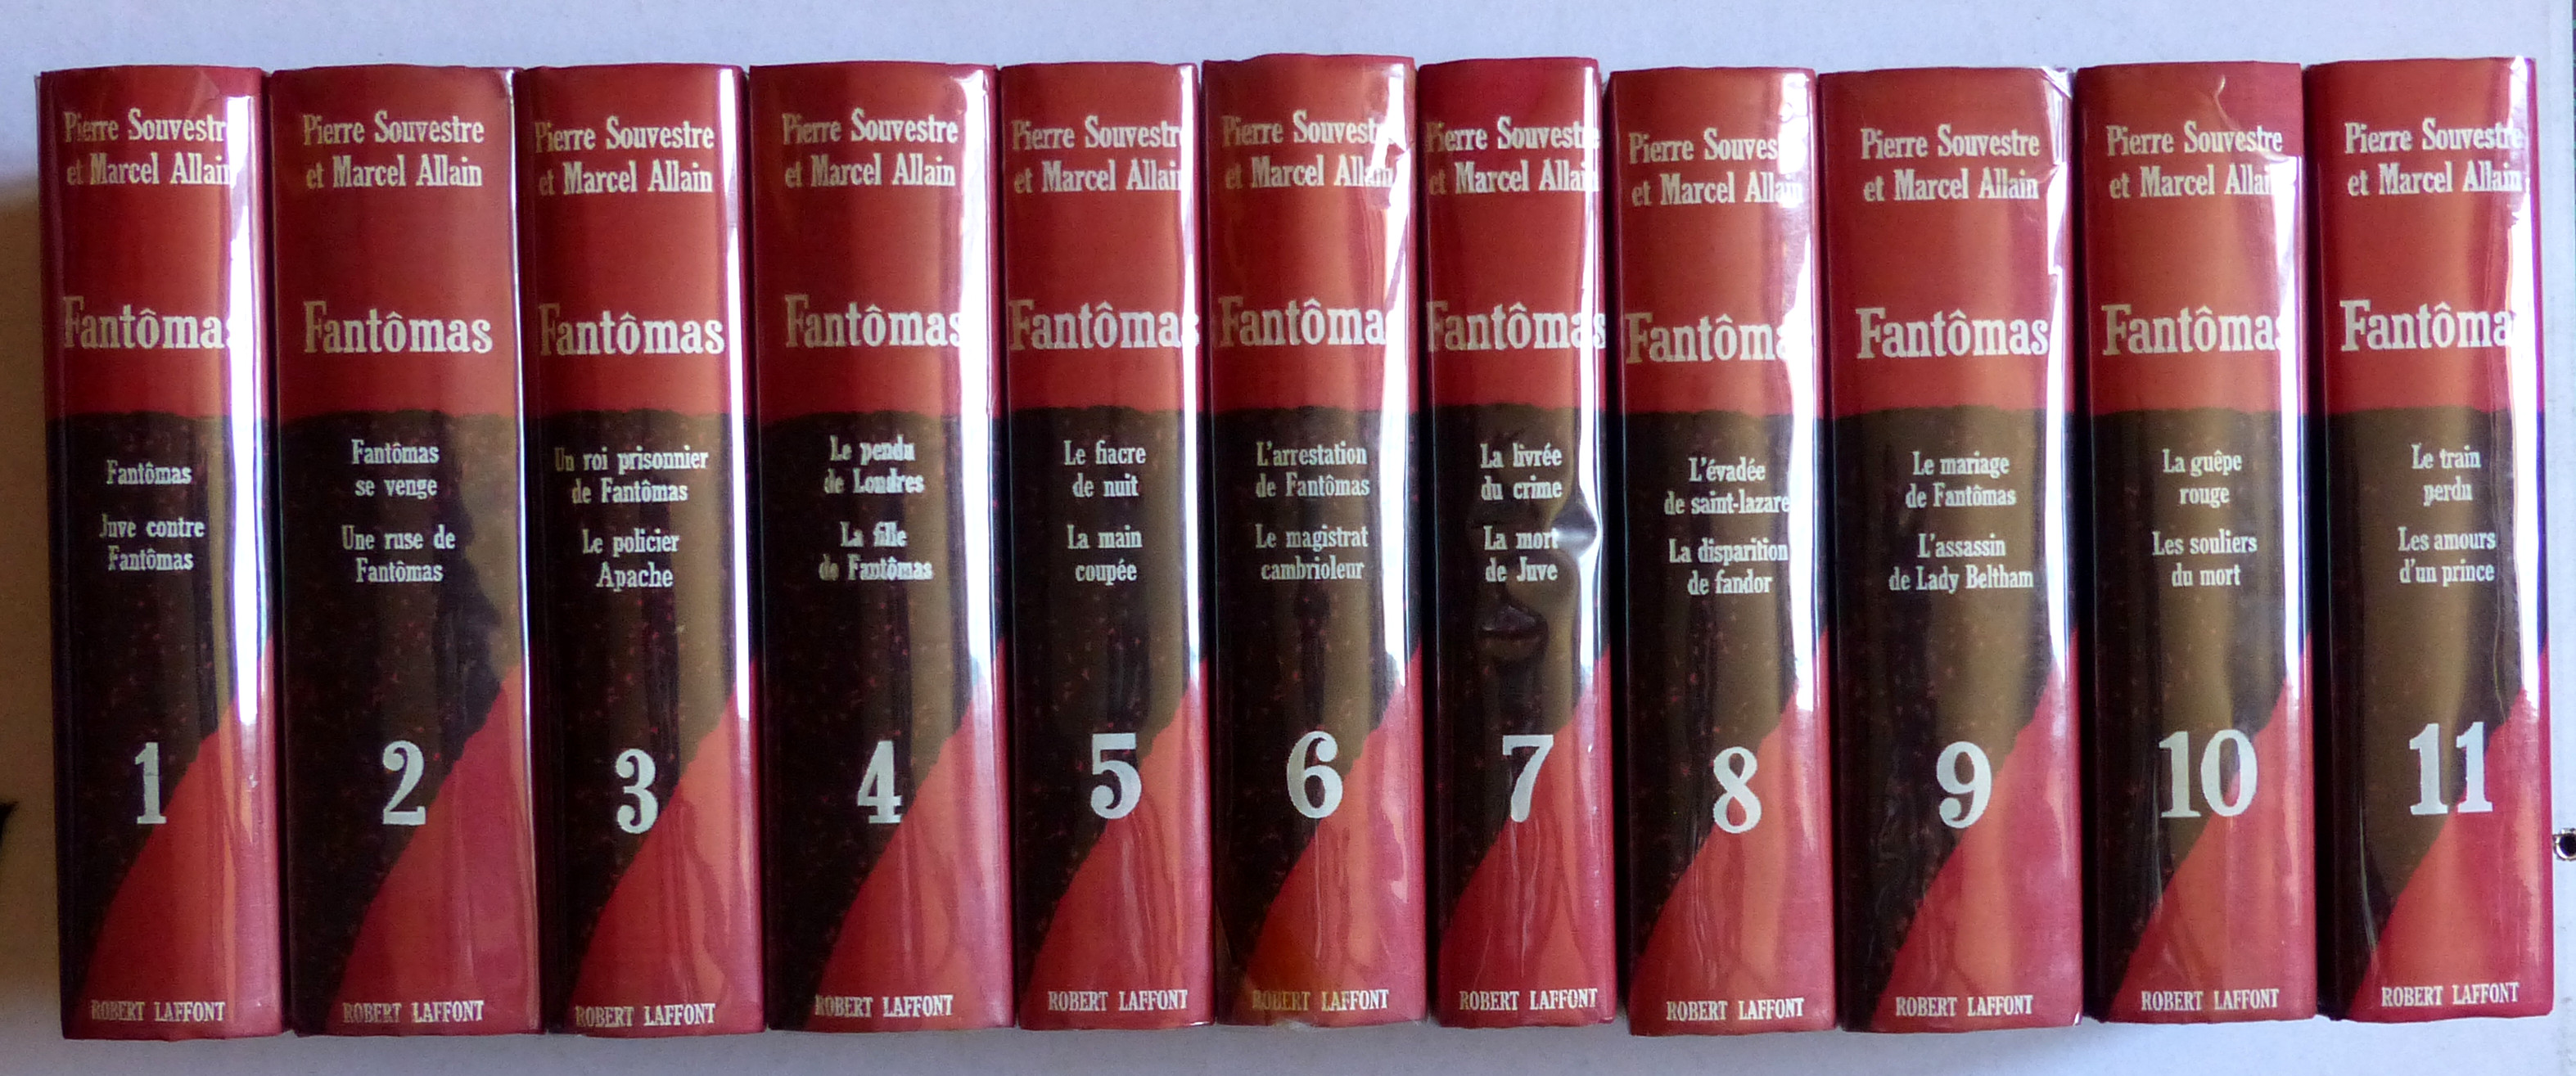 Pierre Souvestr
et Marcel Allain
Fantômas
Fantômas
Juve contre
Fantômas
1
ROBERT LAFFONT
Pierre Souvestre
et Marcel Allain
Fantômas
Fantômas
se venge
Une ruse de
Fantômas
2
ROBERT LAFFONT
Pierre Souvestre
et Marcel Allain
Fantômas
Un roi prisonnier
de Fantômas
Le policier
Apache
3
ROBERT LAFFONT
Pierre Souvestre
et Marcel Allain
Fantômas
Le pendu
de Londres
La fille
de Fantômas
4
ROBERT LAFFONT
Pierre Souvestr
et Marcel Allain
Fantômas
Le fiacre
de nuit
La main
coupée
5
ROBERT LAFFONT
Pierre Souvest
et Marcel Allain
Fantôma
L'arrestation
de Fantômas
Le magistrat
cambrioleur
6
ROBERT LAFFONT
Pierre Souvestre
et Marcel Allain
Fantômas
La livrée
du crime
La mort
de Juve
7
ROBERT LAFFONT
Pierre Souves
et Marcel Allain
Fantôma
L'évadée
de saint-lazare
La disparition
de fandor
8
ROBERT LAFFONT
Pierre Souvestre
et Marcel Allain
Fantômas
Le mariage
de Fantômas
L'assassin
de Lady Beltham
9
ROBERT LAFFONT
Pierre Souvestre
et Marcel Allai
Fantômas
La guêpe
rouge
Les souliers
du mort
10
ROBERT LAFFONT
Pierre Souvestre
et Marcel Allain
Fantôma
Le train
perdu
Les amours
d'un prince
11
ROBERT LAFFONT